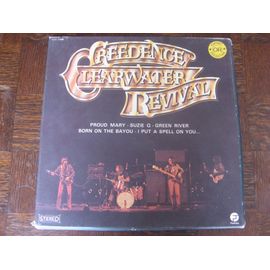 CREEDENCE
CLEARWATER
REVIVAL
PROUD MARY - SUZIE Q - GREEN RIVER
BORN ON THE BAYOU - I PUT A SPELL ON YOU...
STEREO